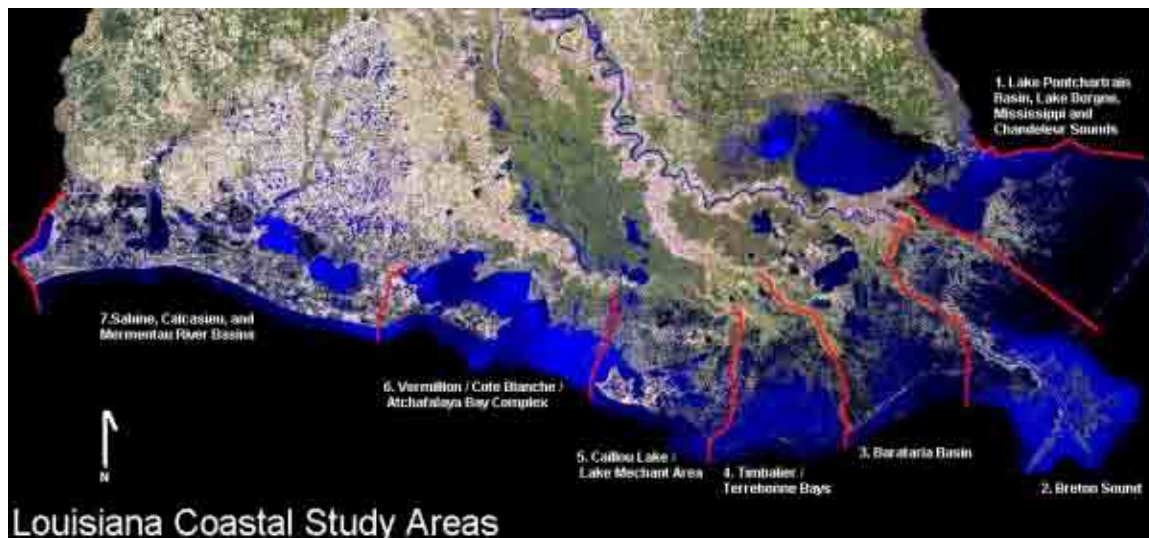 1. Lake Pontchartrain
Basin, Lake Borgne,
Mississippi and
Chandeleur Sounds
7.Sabine, Calcasieu, and
Mermentau River Basins
6. Vermillion / Cote Blanche /
Atchafalaya Bay Complex
5. Caillou Lake /
Lake Mechant Area
4. Timbalier /
Terrebonne Bays
3. Barataria Basin
2. Breton Sound
N
Louisiana Coastal Study Areas